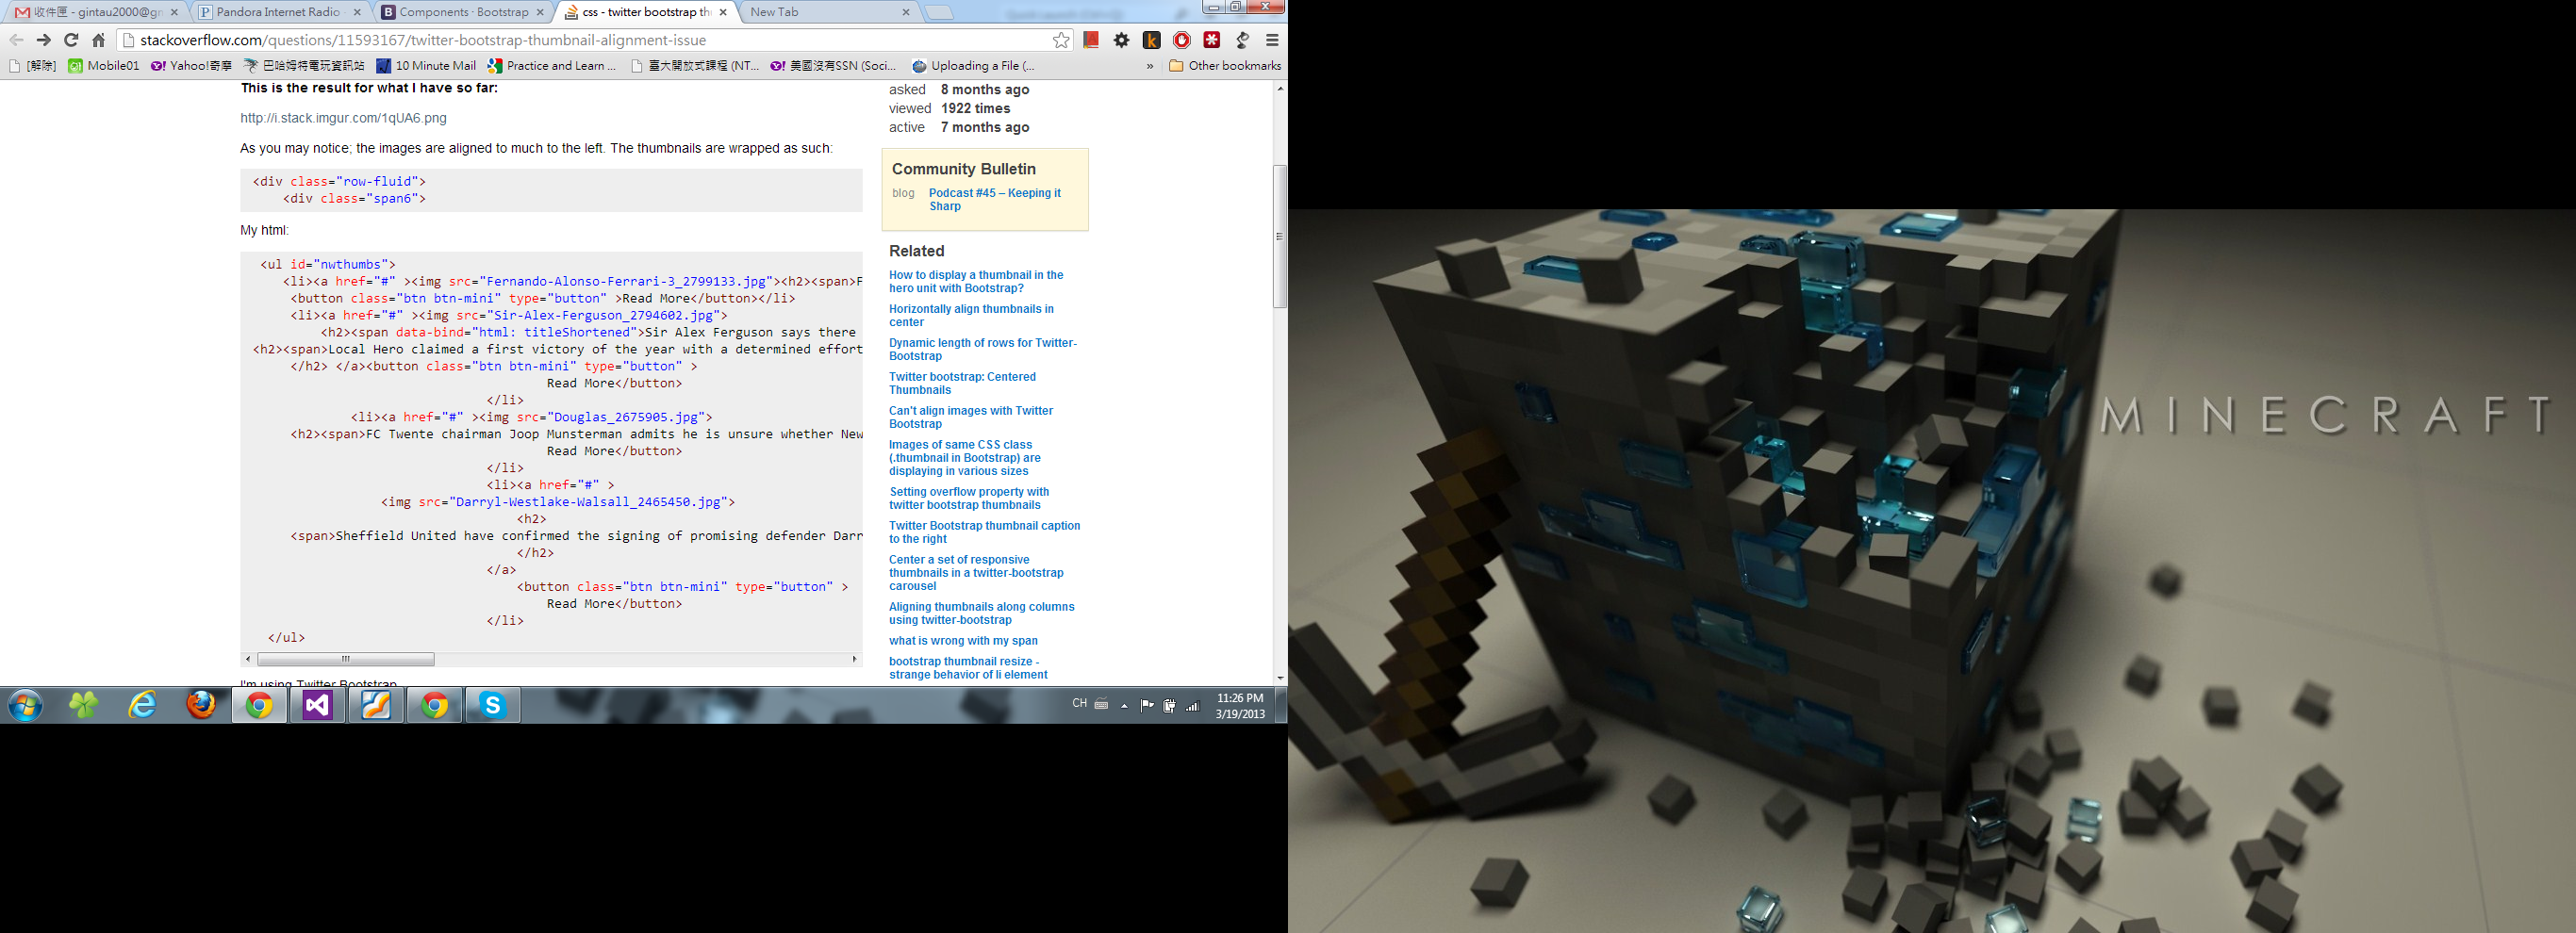 收件匣 - gintau2000@gm
Pandora Internet Radio
Components · Bootstrap
css - twitter bootstrap th
New Tab
stackoverflow.com/questions/11593167/twitter-bootstrap-thumbnail-alignment-issue
[解除]
Mobile01
Yahoo!奇摩
巴哈姆特電玩資訊站
10 Minute Mail
Practice and Learn ...
臺大開放式課程 (NT...
美國沒有SSN (Soci...
Uploading a File (...
»
Other bookmarks
This is the result for what I have so far:
http://i.stack.imgur.com/1qUA6.png
As you may notice; the images are aligned to much to the left. The thumbnails are wrapped as such:
<div class="row-fluid">
<div class="span6">
My html:
<ul id="nwthumbs">
<li><a href="#" ><img src="Fernando-Alonso-Ferrari-3_2799133.jpg"><h2><span>F
<button class="btn btn-mini" type="button" >Read More</button></li>
<li><a href="#" ><img src="Sir-Alex-Ferguson_2794602.jpg">
<h2><span data-bind="html: titleShortened">Sir Alex Ferguson says there
<h2><span>Local Hero claimed a first victory of the year with a determined effort
</h2> </a><button class="btn btn-mini" type="button" >
Read More</button>
</li>
<li><a href="#" ><img src="Douglas_2675905.jpg">
<h2><span>FC Twente chairman Joop Munsterman admits he is unsure whether New
Read More</button>
</li>
<li><a href="#" >
<img src="Darryl-Westlake-Walsall_2465450.jpg">
<h2>
<span>Sheffield United have confirmed the signing of promising defender Darr
</h2>
</a>
<button class="btn btn-mini" type="button" >
Read More</button>
</li>
</ul>
I'm using Twitter Bootstrap
asked 8 months ago
viewed 1922 times
active 7 months ago
Community Bulletin
blog Podcast #45 – Keeping it
Sharp
Related
How to display a thumbnail in the
hero unit with Bootstrap?
Horizontally align thumbnails in
center
Dynamic length of rows for Twitter-
Bootstrap
Twitter bootstrap: Centered
Thumbnails
Can't align images with Twitter
Bootstrap
Images of same CSS class
(.thumbnail in Bootstrap) are
displaying in various sizes
Setting overflow property with
twitter bootstrap thumbnails
Twitter Bootstrap thumbnail caption
to the right
Center a set of responsive
thumbnails in a twitter-bootstrap
carousel
Aligning thumbnails along columns
using twitter-bootstrap
what is wrong with my span
bootstrap thumbnail resize -
strange behavior of li element
CH
11:26 PM
3/19/2013
MINECRAFT